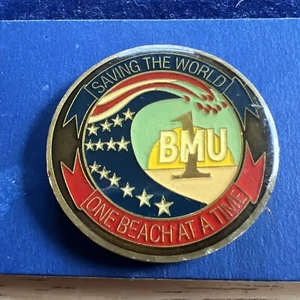 SAVING THE WORLD
BMU
1
ONE BEACH AT A TIME